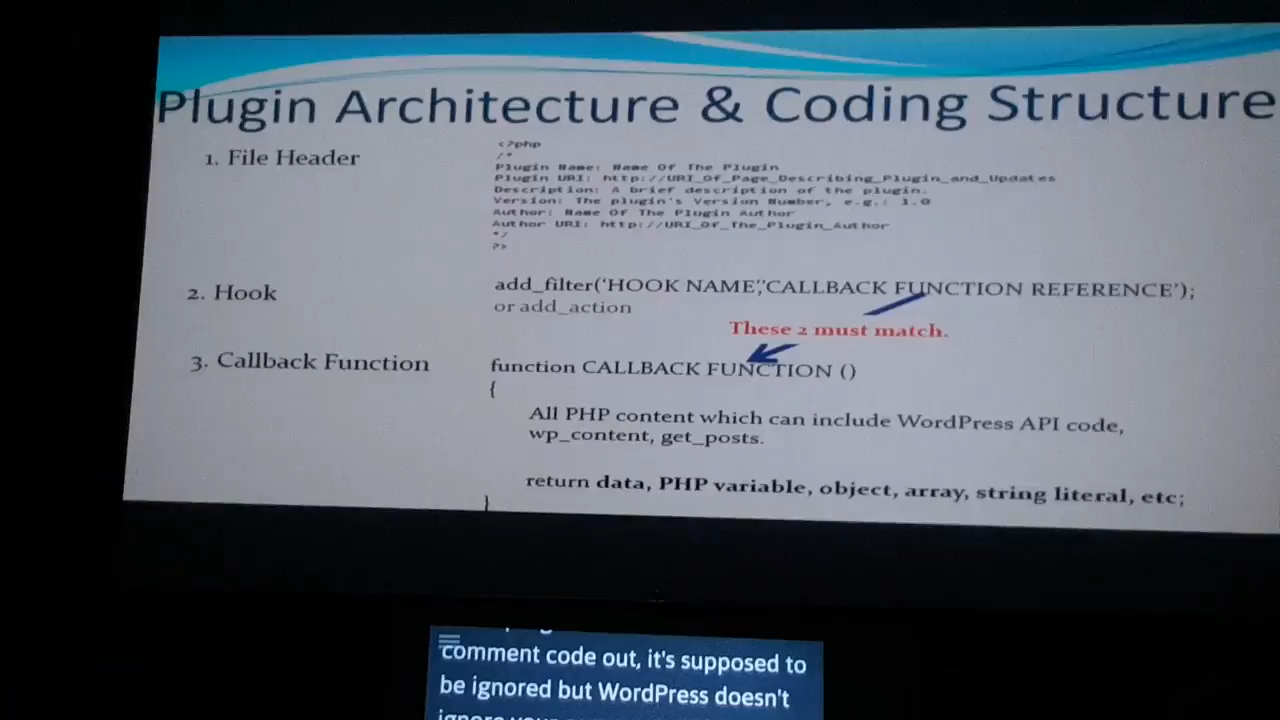 Plugin Architecture & Coding Structure
1. File Header
<?php
/*
Plugin Name: Name Of The Plugin
Plugin URI: http://URI_Of_Page_Describing_Plugin_and_Updates
Description: A brief description of the plugin.
Version: The plugin's Version Number, e.g.: 1.0
Author: Name Of The Plugin Author
Author URI: http://URI_Of_The_Plugin_Author
*/
?>
2. Hook
add_filter('HOOK NAME','CALLBACK FUNCTION REFERENCE');
or add_action
These 2 must match.
3. Callback Function
function CALLBACK FUNCTION ()
{
All PHP content which can include WordPress API code,
wp_content, get_posts.
return data, PHP variable, object, array, string literal, etc;
}
comment code out, it's supposed to
be ignored but WordPress doesn't